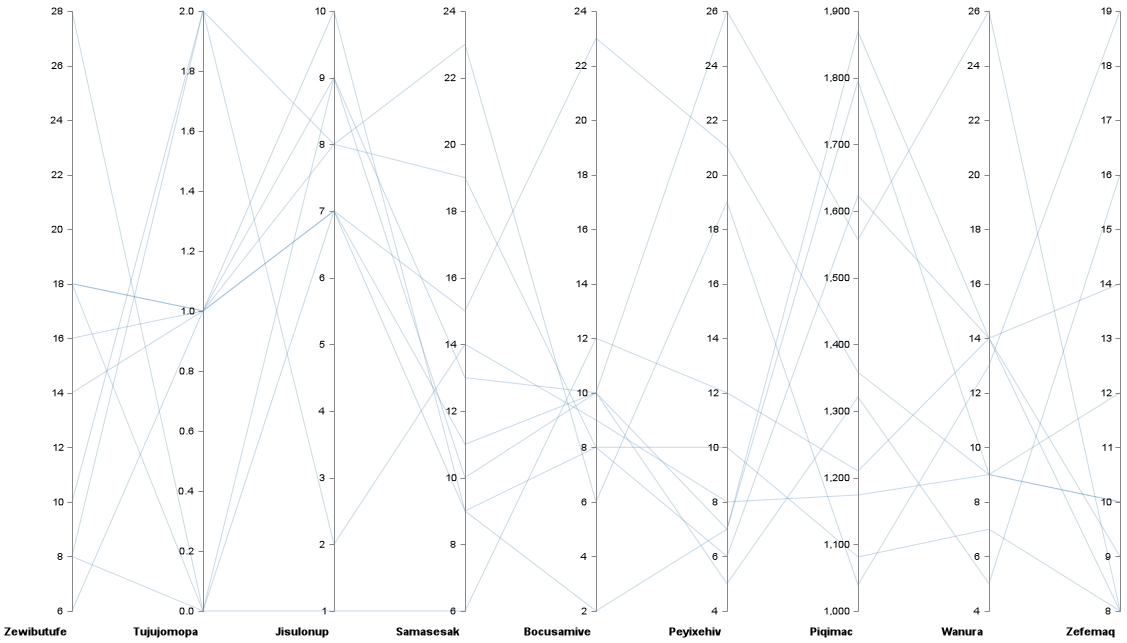 28 2.0 10 24 24 26 1,900 26 19
26 1.8 9 22 22 24 1,800 24 18
24 1.6 8 20 20 22 1,700 22 17
22 1.4 7 18 18 20 1,600 20 16
20 1.2 6 16 16 18 1,500 18 15
18 1.0 5 14 14 16 1,400 16 14
16 0.8 4 12 12 14 1,300 14 13
14 0.6 3 10 10 12 1,200 12 12
12 0.4 2 8 8 10 1,100 10 11
10 0.2 1 6 6 8 1,000 8 10
8 0.0 4 6 6 9
6 2 4 4 8
Zewibutufe Tujujomopa Jisulonup Samasesak Bocusamive Peyixehiv Piqimac Wanura Zefemaq